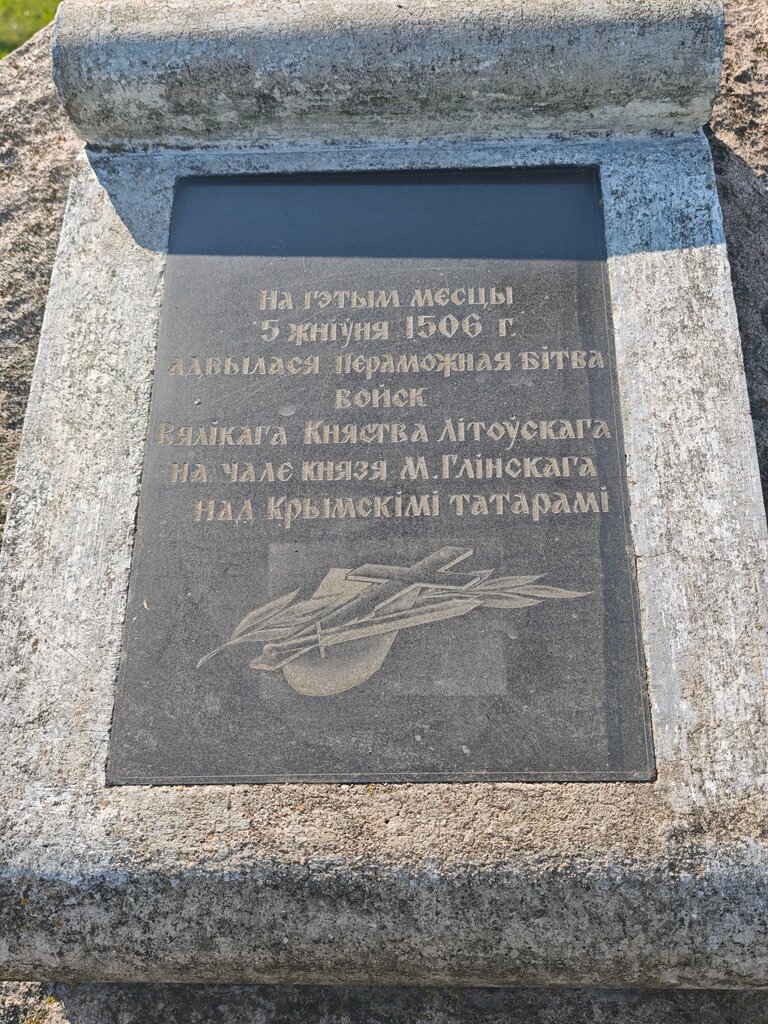 На гэтым месцы
5 жніўня 1506 г.
адбылася пераможная бітва
войск
Вялікага Княства Літоўскага
на чале князя М. Глінскага
над Крымскімі татарамі